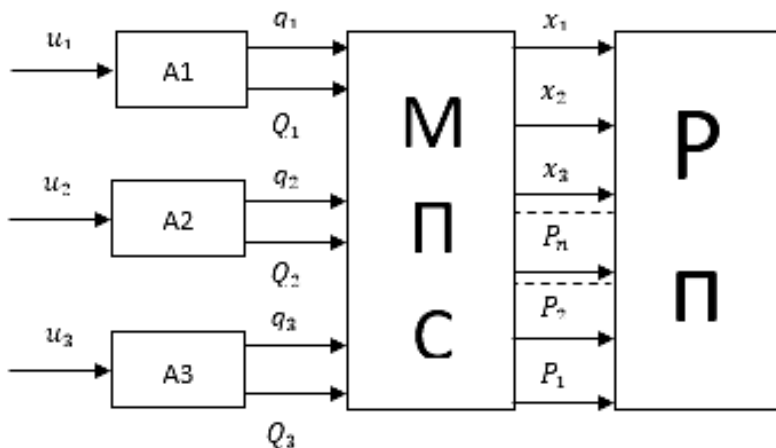 u₁
A1
q₁
Q₁
u₂
A2
q₂
Q₂
u₃
A3
q₃
Q₃
М
П
С
x₁
x₂
x₃
Pₙ
P₂
P₁
Р
п